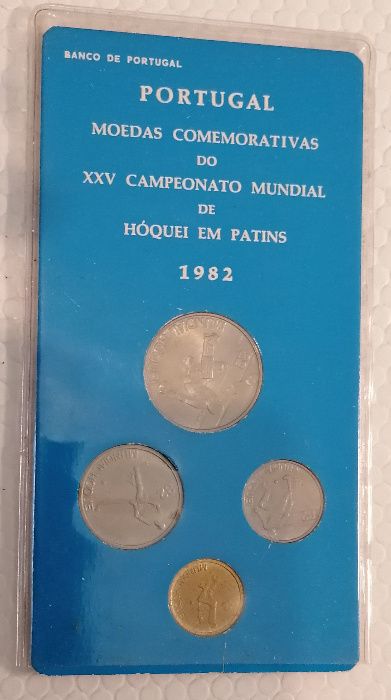 BANCO DE PORTUGAL
PORTUGAL
MOEDAS COMEMORATIVAS
DO
XXV CAMPEONATO MUNDIAL
DE
HÓQUEI EM PATINS
1982